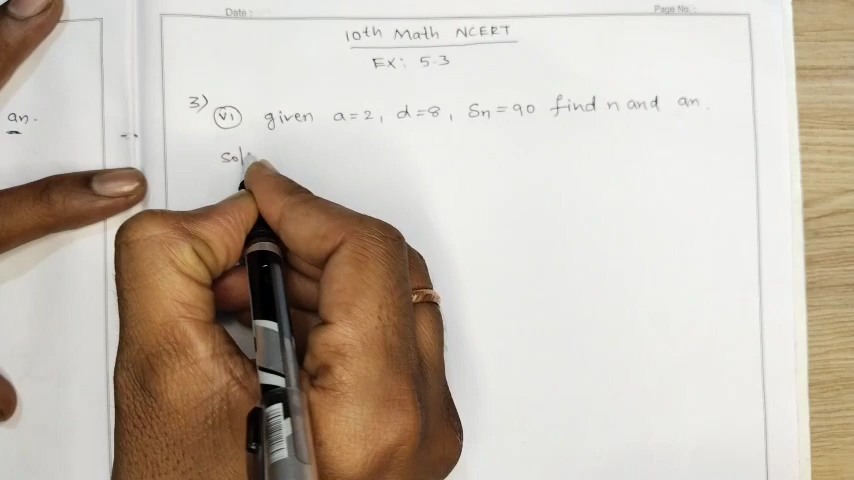 Date :
Page No. :
10th Math NCERT
EX: 5.3
an.
3) (vi) given a=2, d=8, Sn=90 find n and an.
Sol